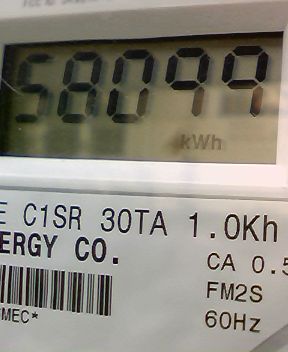 58099
kWh
E C1SR 30TA 1.0Kh
ERGY CO.
CA 0.5
FM2S
MEC*
60Hz